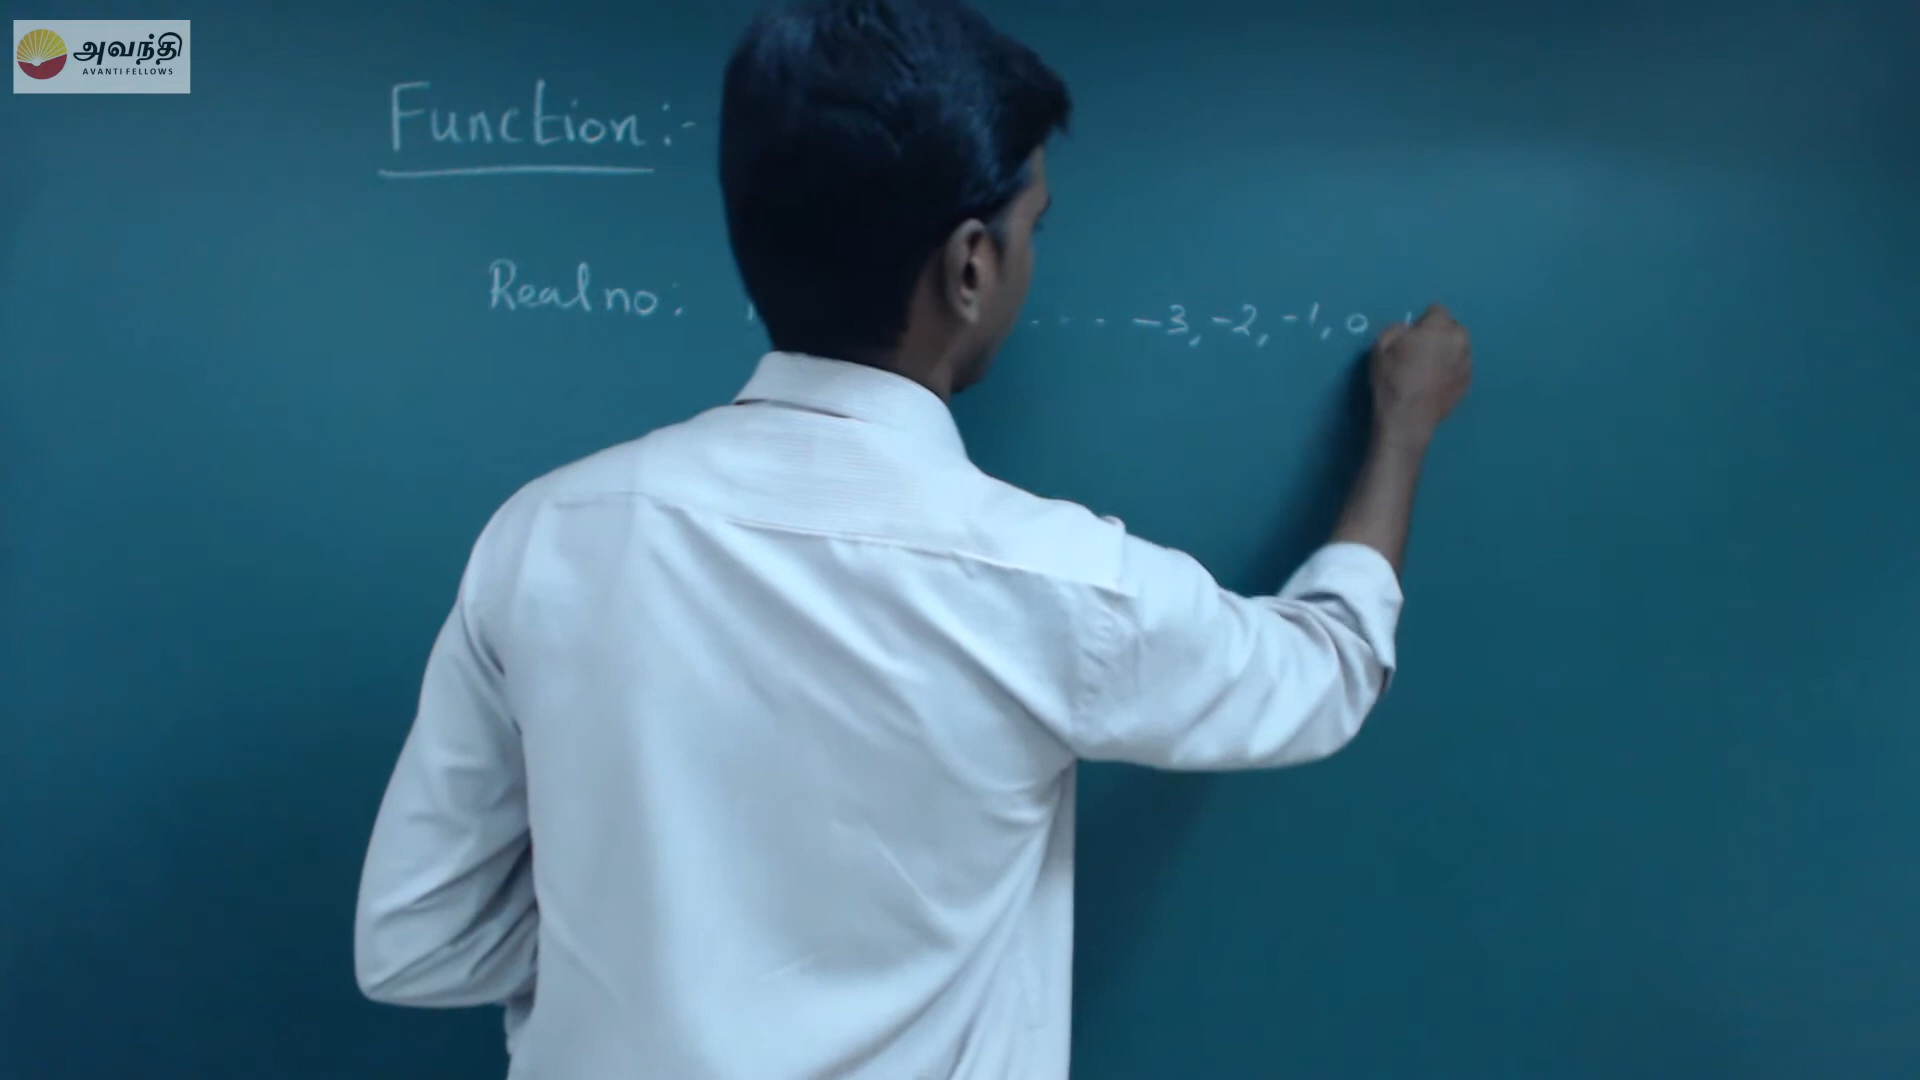 அவந்தி
AVANTI FELLOWS
Function:-
Real no:
. . . -3, -2, -1, 0